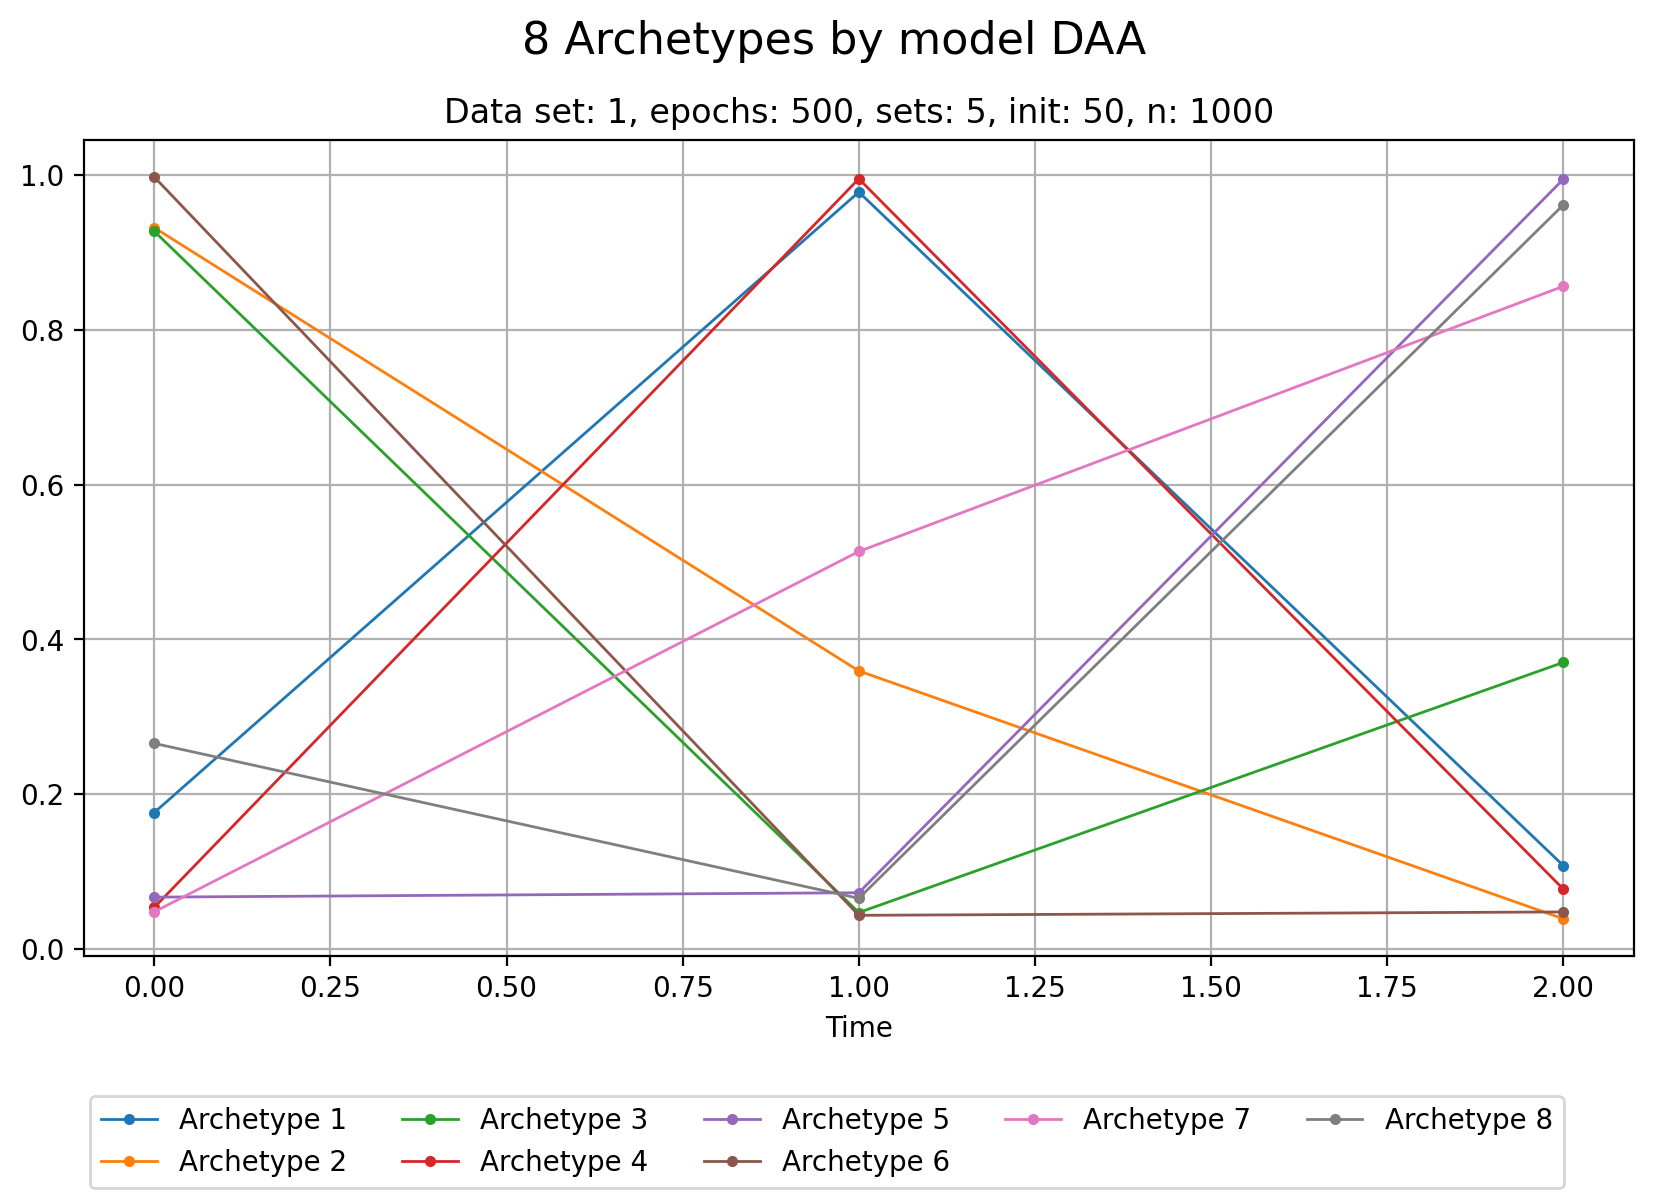 8 Archetypes by model DAA
Data set: 1, epochs: 500, sets: 5, init: 50, n: 1000
1.0
0.8
0.6
0.4
0.2
0.0
0.00 0.25 0.50 0.75 1.00 1.25 1.50 1.75 2.00
Time
Archetype 1 Archetype 3 Archetype 5 Archetype 7 Archetype 8
Archetype 2 Archetype 4 Archetype 6